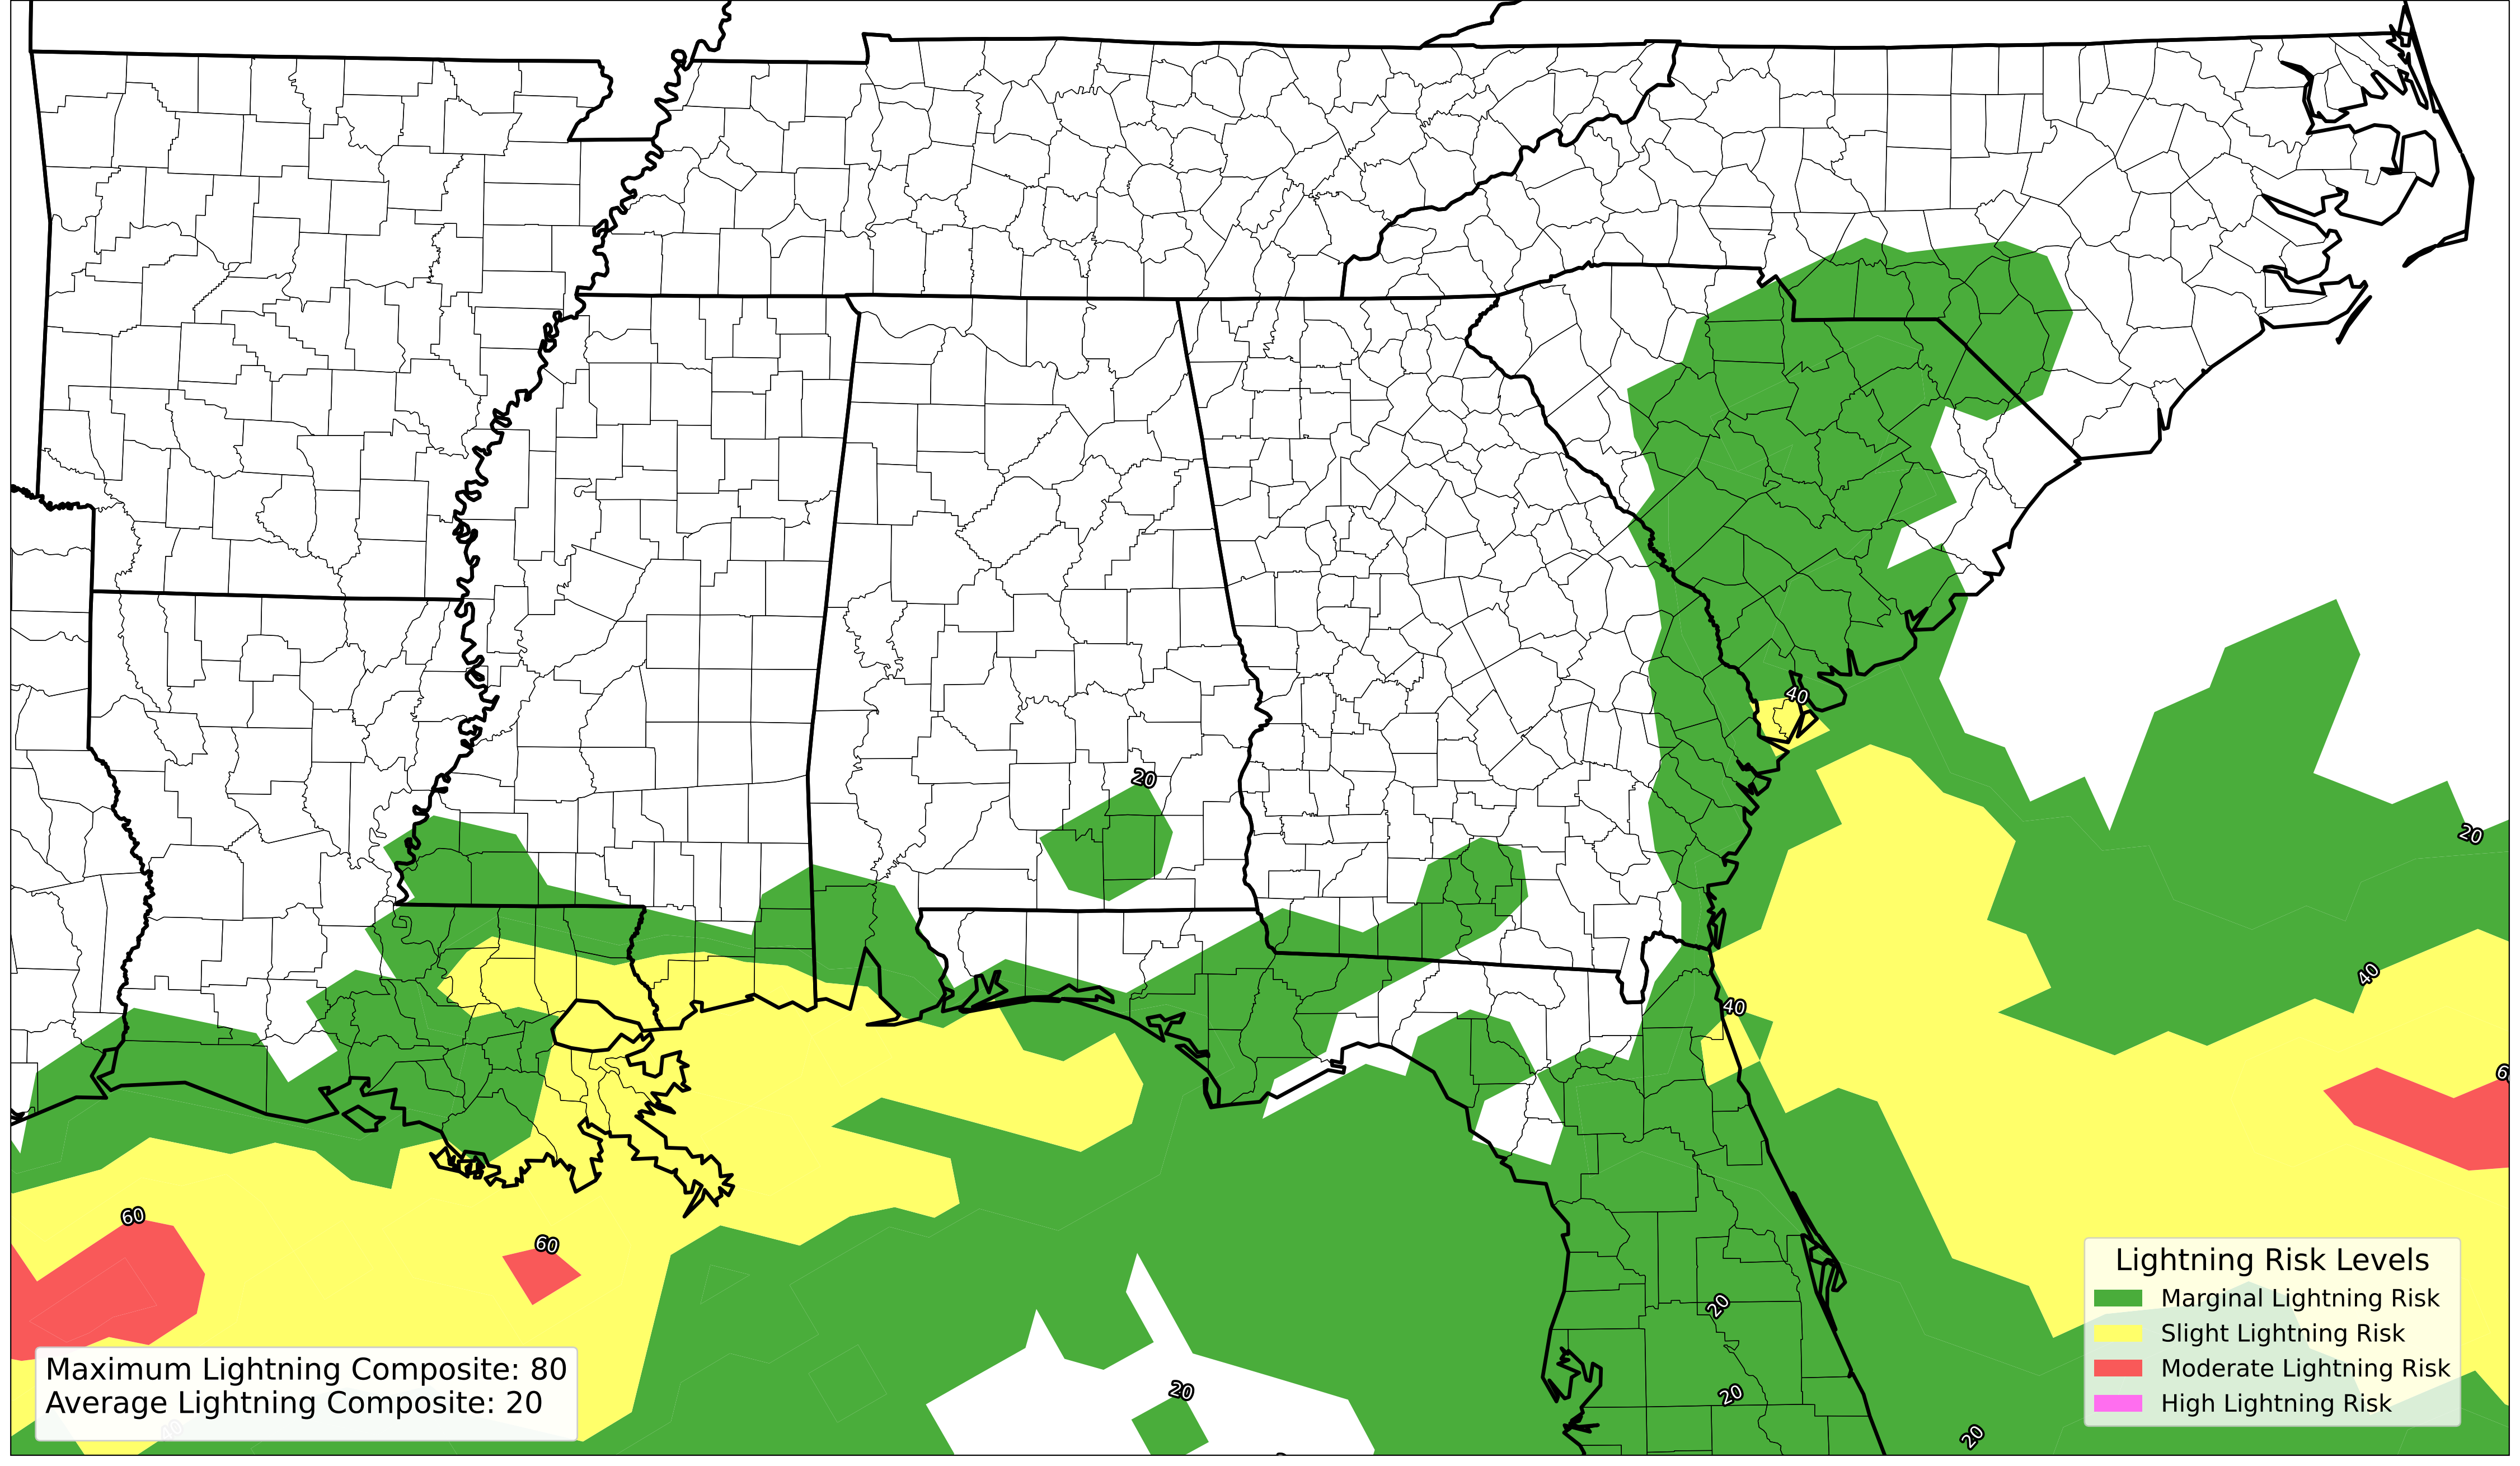 40
20
20
40
40
60
60
60
20
20
20
20
40
Lightning Risk Levels
Marginal Lightning Risk
Slight Lightning Risk
Moderate Lightning Risk
High Lightning Risk
Maximum Lightning Composite: 80
Average Lightning Composite: 20